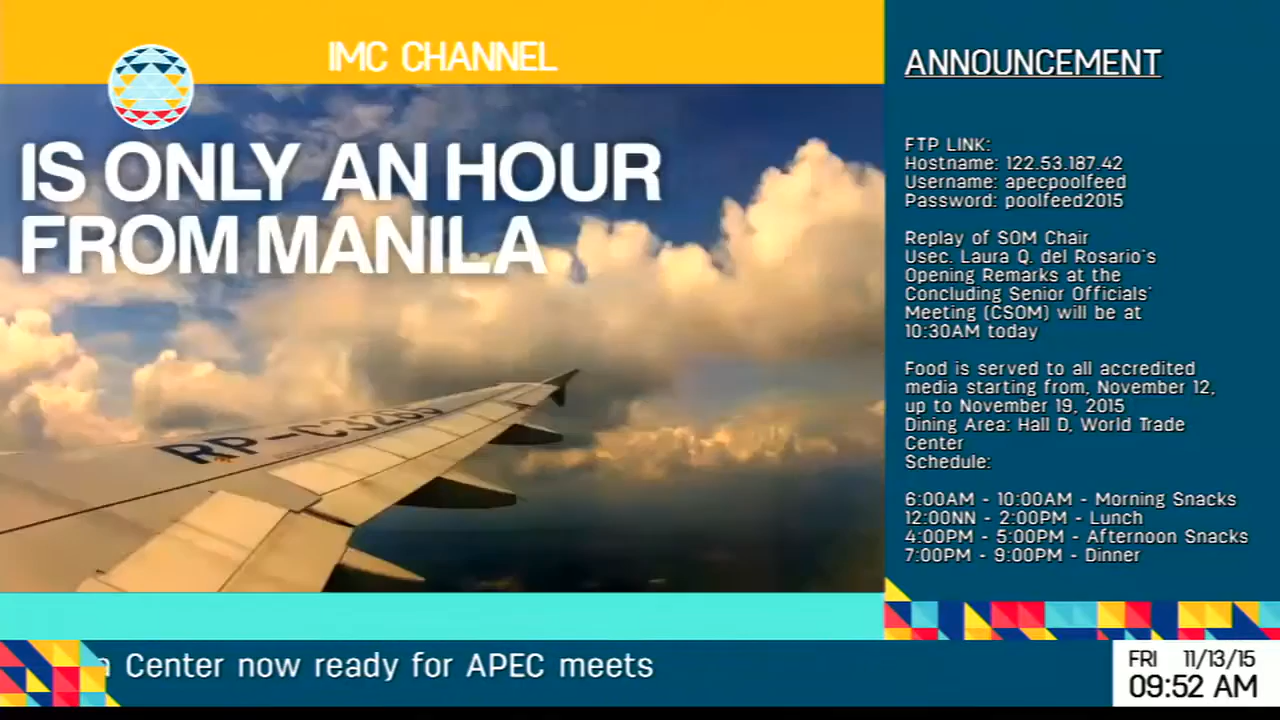 IMC CHANNEL
IS ONLY AN HOUR
FROM MANILA
ANNOUNCEMENT
FTP LINK:
Hostname: 122.53.187.42
Username: apecpoolfeed
Password: poolfeed2015
Replay of SOM Chair
Usec. Laura Q. del Rosario's
Opening Remarks at the
Concluding Senior Officials'
Meeting (CSOM) will be at
10:30AM today
Food is served to all accredited
media starting from, November 12,
up to November 19, 2015
Dining Area: Hall D, World Trade
Center
Schedule:
6:00AM - 10:00AM - Morning Snacks
12:00NN - 2:00PM - Lunch
4:00PM - 5:00PM - Afternoon Snacks
7:00PM - 9:00PM - Dinner
Center now ready for APEC meets
FRI 11/13/15
09:52 AM